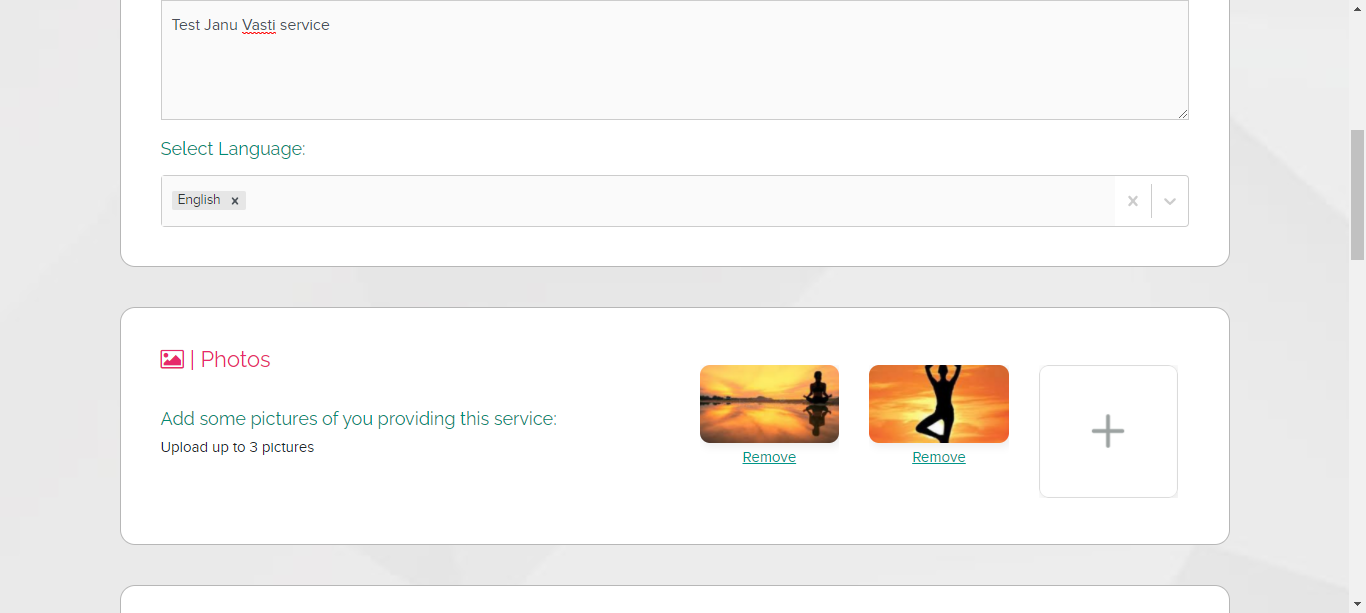 Test Janu Vasti service
Select Language:
English ×
| Photos
Add some pictures of you providing this service:
Upload up to 3 pictures
Remove
Remove